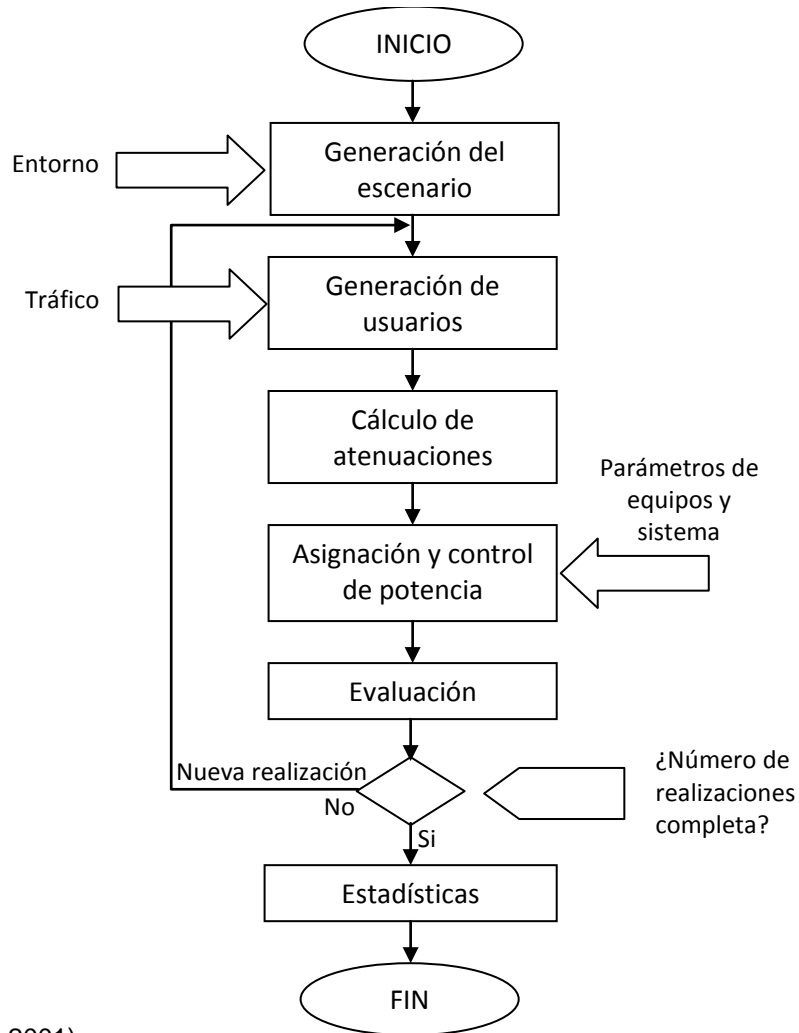 INICIO
Entorno
Generación del
escenario
Tráfico
Generación de
usuarios
Cálculo de
atenuaciones
Parámetros de
equipos y
sistema
Asignación y control
de potencia
Evaluación
Nueva realización
No
¿Número de
realizaciones
completa?
Si
Estadísticas
FIN